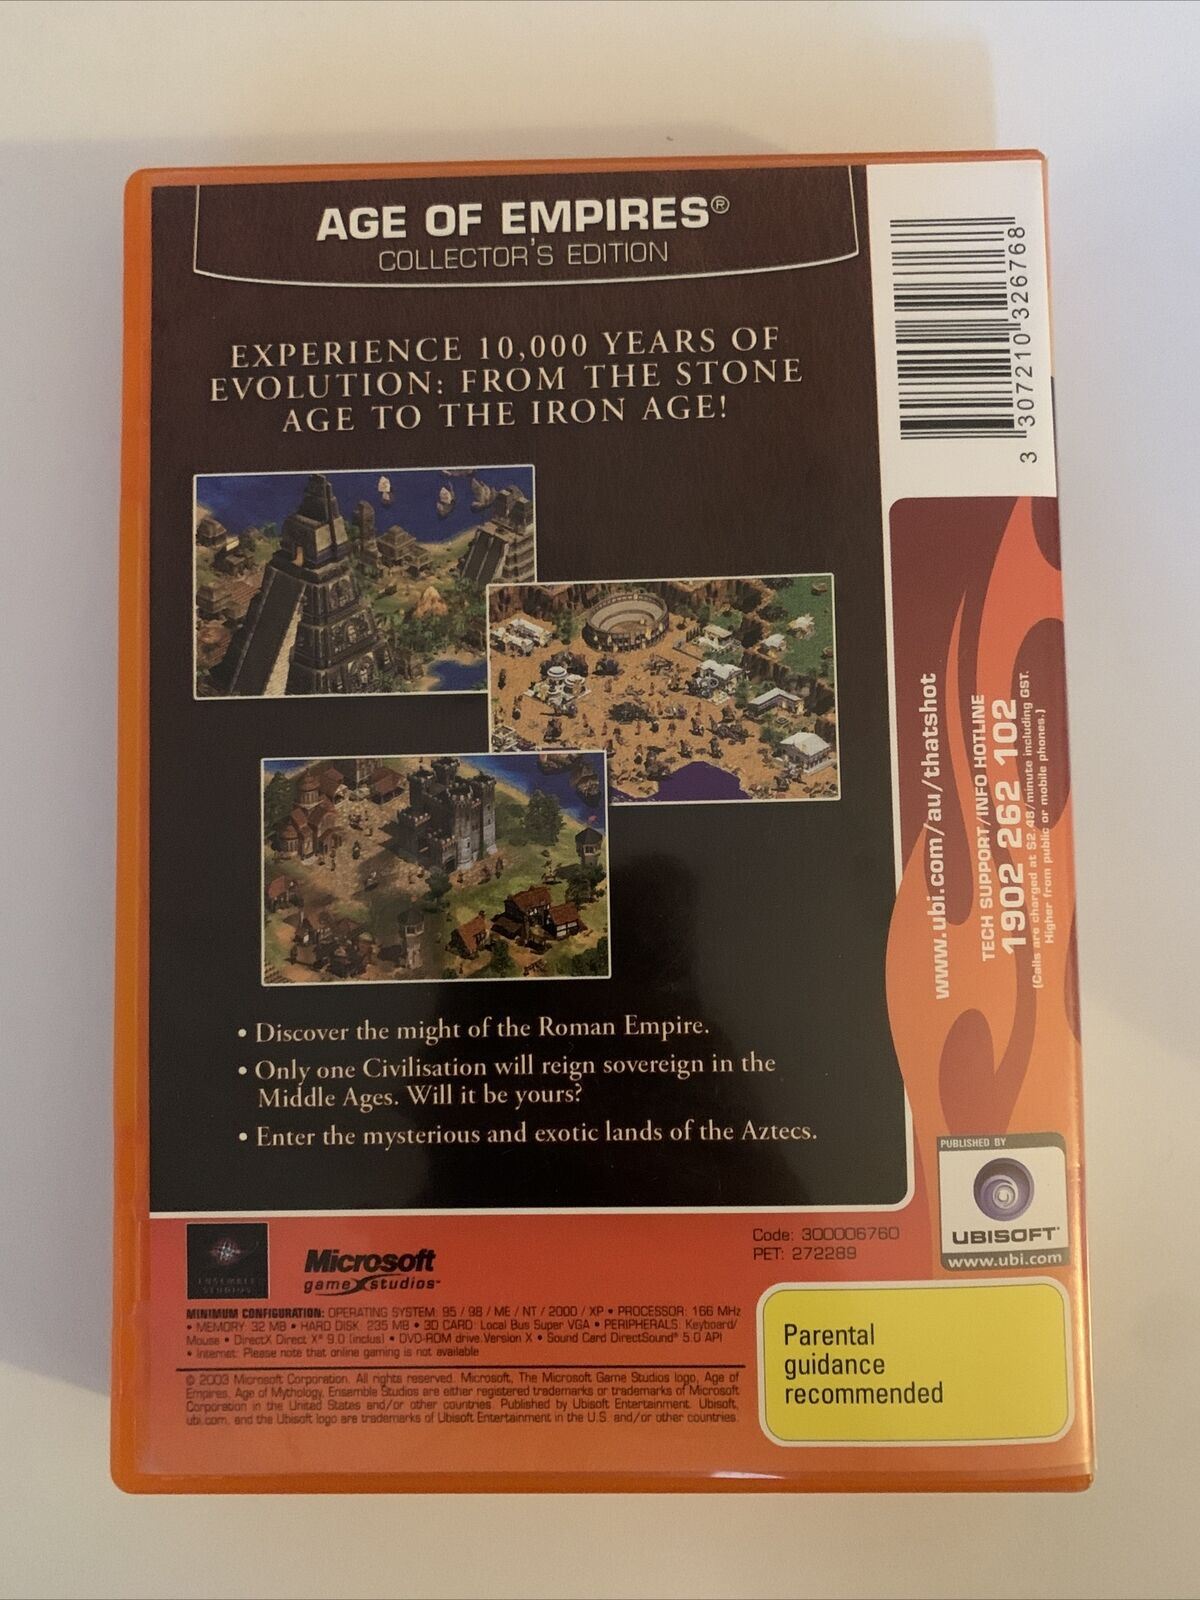 AGE OF EMPIRES®
COLLECTOR'S EDITION
EXPERIENCE 10,000 YEARS OF
EVOLUTION: FROM THE STONE
AGE TO THE IRON AGE!
• Discover the might of the Roman Empire.
• Only one Civilisation will reign sovereign in the
Middle Ages. Will it be yours?
• Enter the mysterious and exotic lands of the Aztecs.
3 307210 326768
www.ubi.com/au/thatshot
TECH SUPPORT/INFO HOTLINE
1902 262 102
(Calls are charged at $2.48/minute including GST.
Higher from public or mobile phones.)
PUBLISHED BY
UBISOFT
www.ubi.com
ENSEMBLE
STUDIOS
Microsoft
game studios™
Code: 300006760
PET: 272289
MINIMUM CONFIGURATION: OPERATING SYSTEM: 95 / 98 / ME / NT / 2000 / XP • PROCESSOR: 166 MHz
• MEMORY: 32 MB • HARD DISK: 235 MB • 3D CARD: Local Bus Super VGA • PERIPHERALS: Keyboard/
Mouse • DirectX Direct X® 9.0 (inclus) • DVD-ROM drive Version X • Sound Card DirectSound® 5.0 API
• Internet: Please note that online gaming is not available
© 2003 Microsoft Corporation. All rights reserved. Microsoft, The Microsoft Game Studios logo, Age of
Empires, Age of Mythology, Ensemble Studios are either registered trademarks or trademarks of Microsoft
Corporation in the United States and/or other countries. Published by Ubisoft Entertainment. Ubisoft,
ubi.com, and the Ubisoft logo are trademarks of Ubisoft Entertainment in the U.S. and/or other countries.
Parental
guidance
recommended